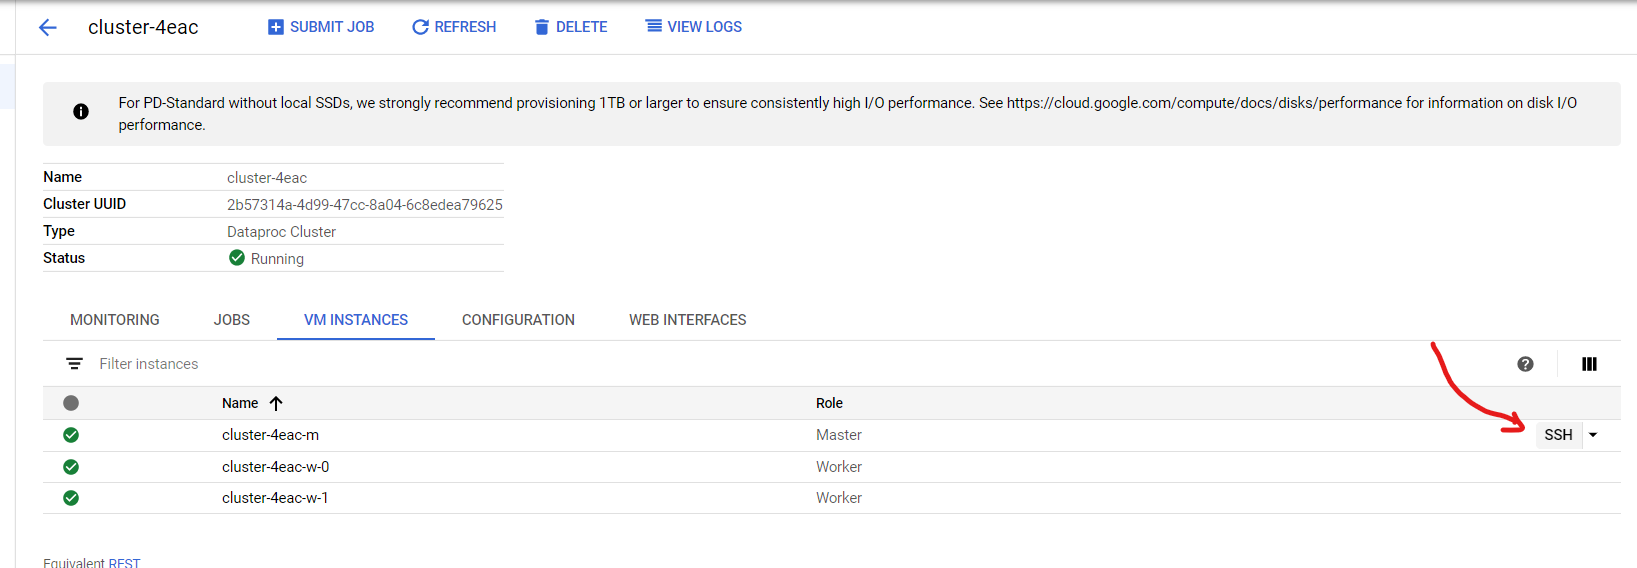 cluster-4eac SUBMIT JOB REFRESH DELETE VIEW LOGS
For PD-Standard without local SSDs, we strongly recommend provisioning 1TB or larger to ensure consistently high I/O performance. See https://cloud.google.com/compute/docs/disks/performance for information on disk I/O
performance.
Name cluster-4eac
Cluster UUID 2b57314a-4d99-47cc-8a04-6c8edea79625
Type Dataproc Cluster
Status Running
MONITORING JOBS VM INSTANCES CONFIGURATION WEB INTERFACES
Filter instances
Name Role
cluster-4eac-m Master SSH
cluster-4eac-w-0 Worker
cluster-4eac-w-1 Worker
Equivalent REST